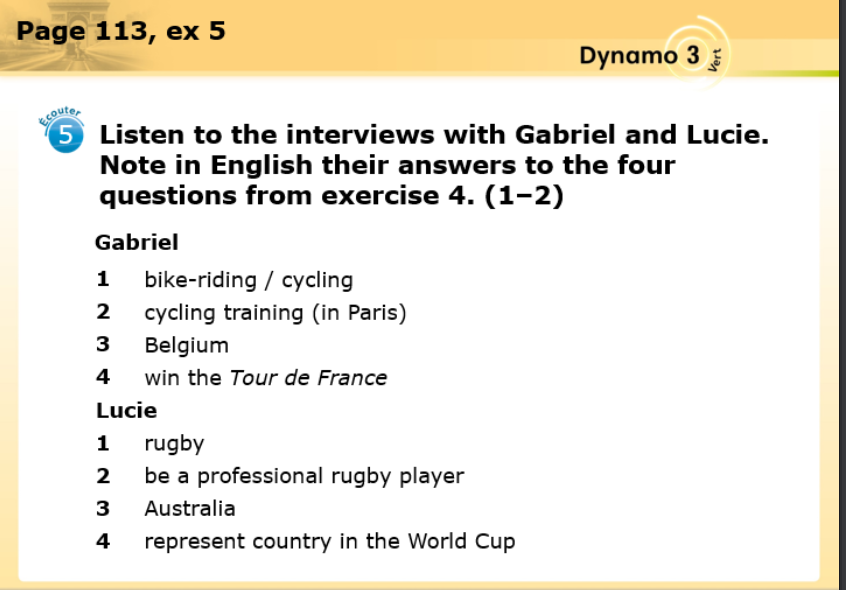 Page 113, ex 5
Dynamo 3
Vert
Écouter
5 Listen to the interviews with Gabriel and Lucie.
Note in English their answers to the four
questions from exercise 4. (1–2)
Gabriel
1 bike-riding / cycling
2 cycling training (in Paris)
3 Belgium
4 win the Tour de France
Lucie
1 rugby
2 be a professional rugby player
3 Australia
4 represent country in the World Cup